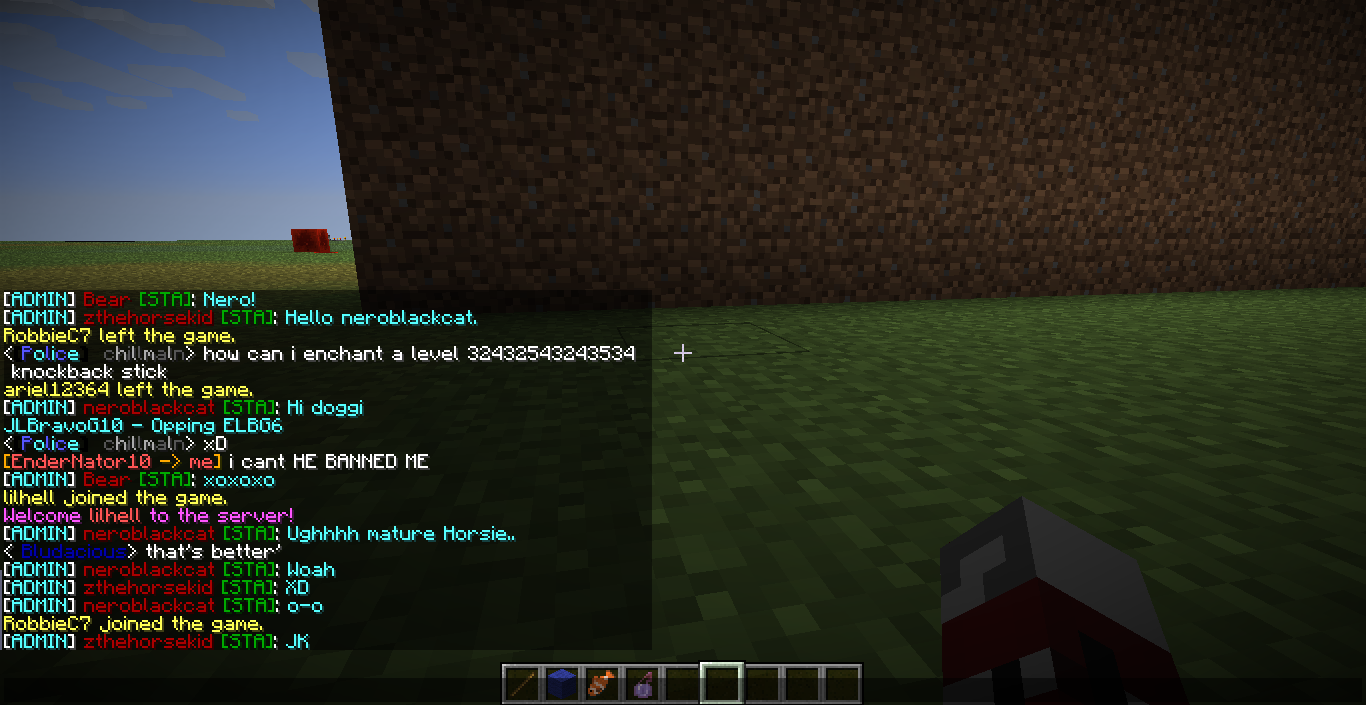 [ADMIN] Bear [STA]: Nero!
[ADMIN] zthehorsekid [STA]: Hello neroblackcat.
RobbieC7 left the game.
< Police  chillmaln> how can i enchant a level 32432543243534
knockback stick
ariel12364 left the game.
[ADMIN] neroblackcat [STA]: Hi doggi
JLBravoG10 - Opping ELBG6
< Police  chillmaln> xD
[EnderNator10 -> me] i cant HE BANNED ME
[ADMIN] Bear [STA]: xoxoxo
lilhell joined the game.
Welcome lilhell to the server!
[ADMIN] neroblackcat [STA]: Ughhhh mature Horsie..
< Bludacious> that's better'
[ADMIN] neroblackcat [STA]: Woah
[ADMIN] zthehorsekid [STA]: XD
[ADMIN] neroblackcat [STA]: o-o
RobbieC7 joined the game.
[ADMIN] zthehorsekid [STA]: JK